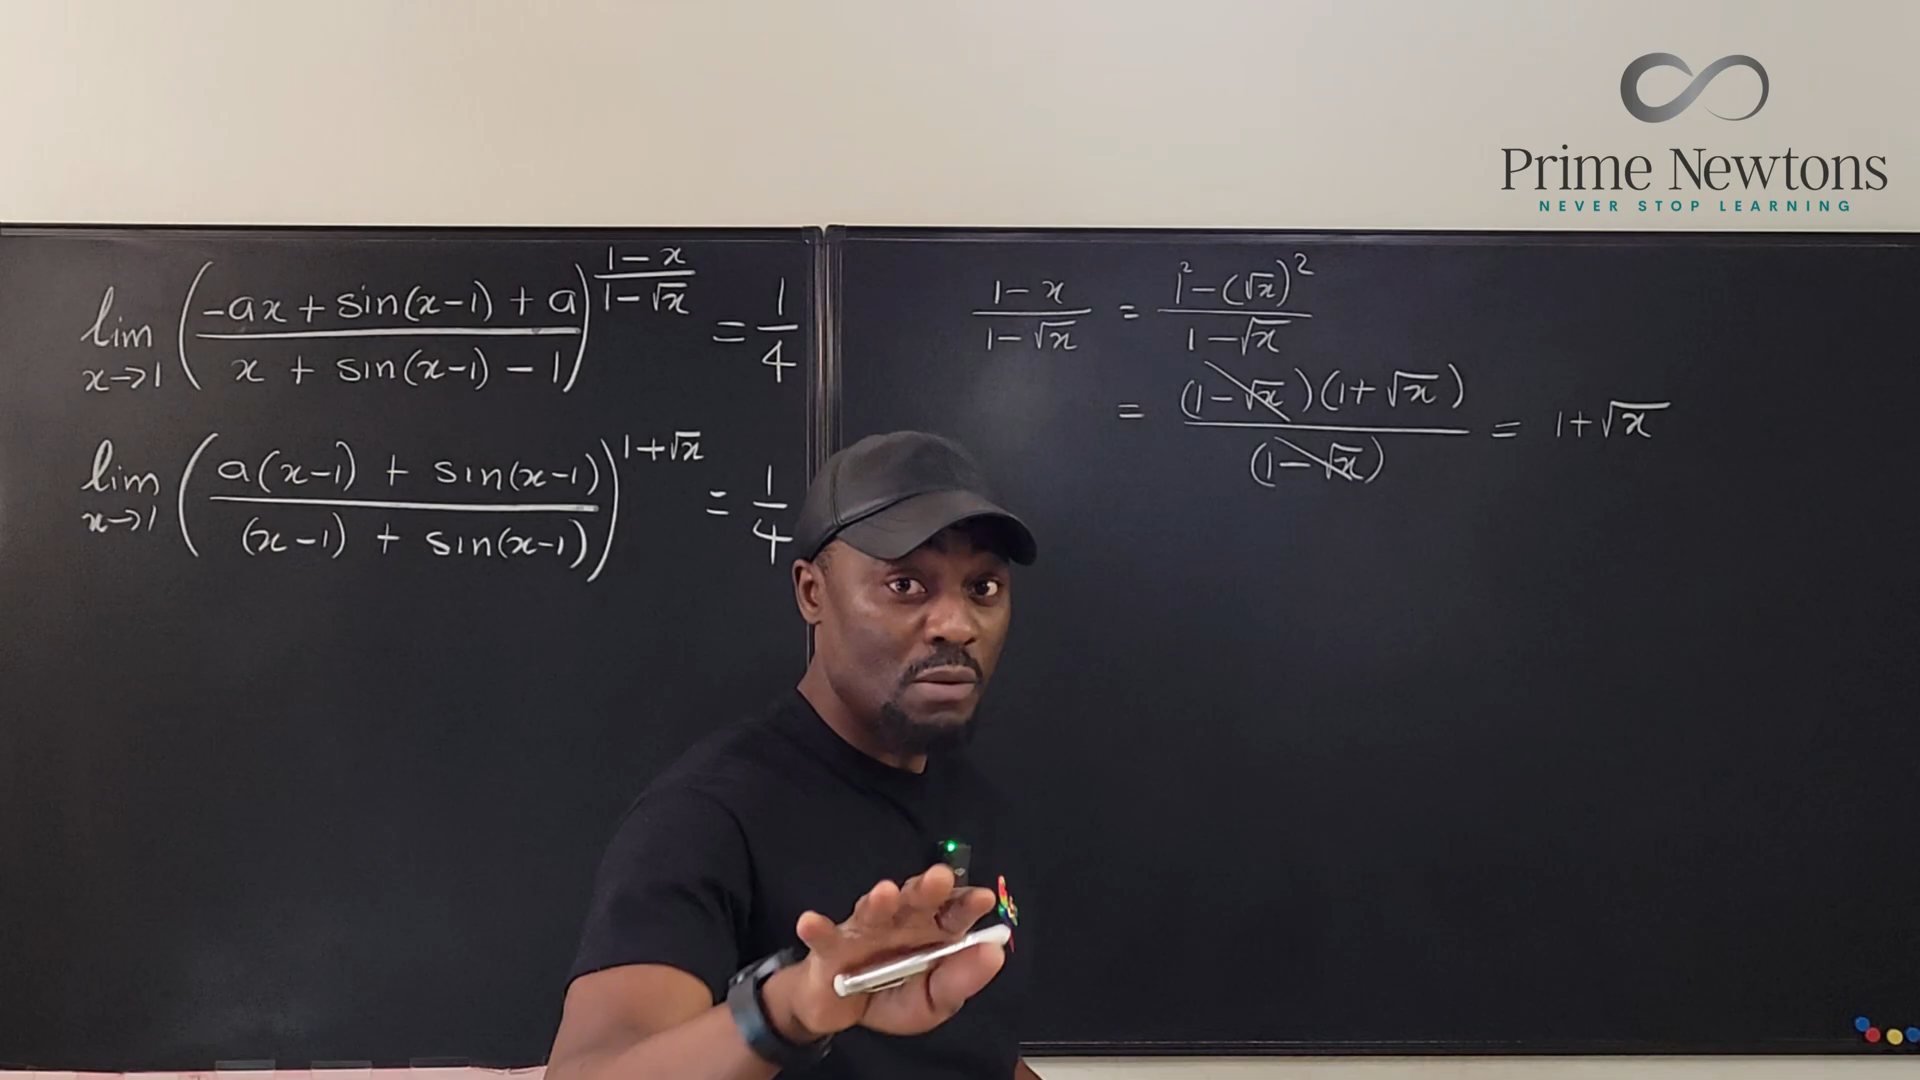 Prime Newtons
NEVER STOP LEARNING
lim x→1 ((-ax + sin(x-1) + a)/(x + sin(x-1) - 1))^((1-x)/(1-√x)) = 1/4
lim x→1 ((a(x-1) + sin(x-1))/((x-1) + sin(x-1)))^(1+√x) = 1/4
(1-x)/(1-√x) = (1²-(√x)²)/(1-√x)
= ((1-√x)(1+√x))/((1-√x)) = 1+√x